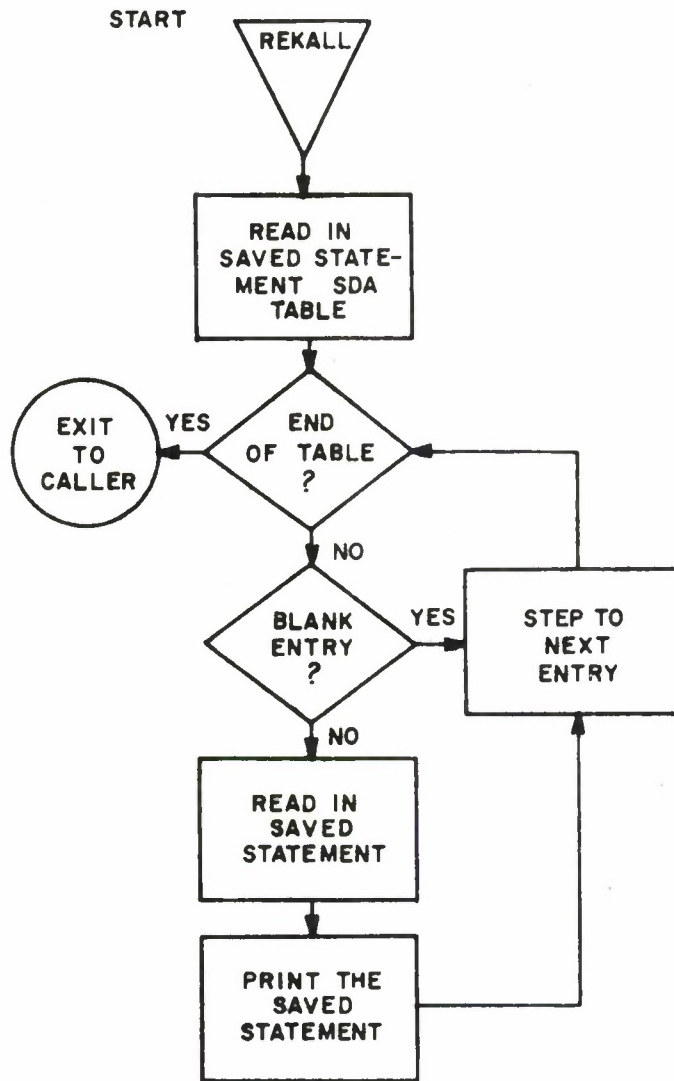 START
REKALL
READ IN
SAVED STATE-
MENT SDA
TABLE
EXIT
TO
CALLER
YES
END
OF TABLE
?
NO
BLANK
ENTRY
?
YES
STEP TO
NEXT
ENTRY
NO
READ IN
SAVED
STATEMENT
PRINT THE
SAVED
STATEMENT